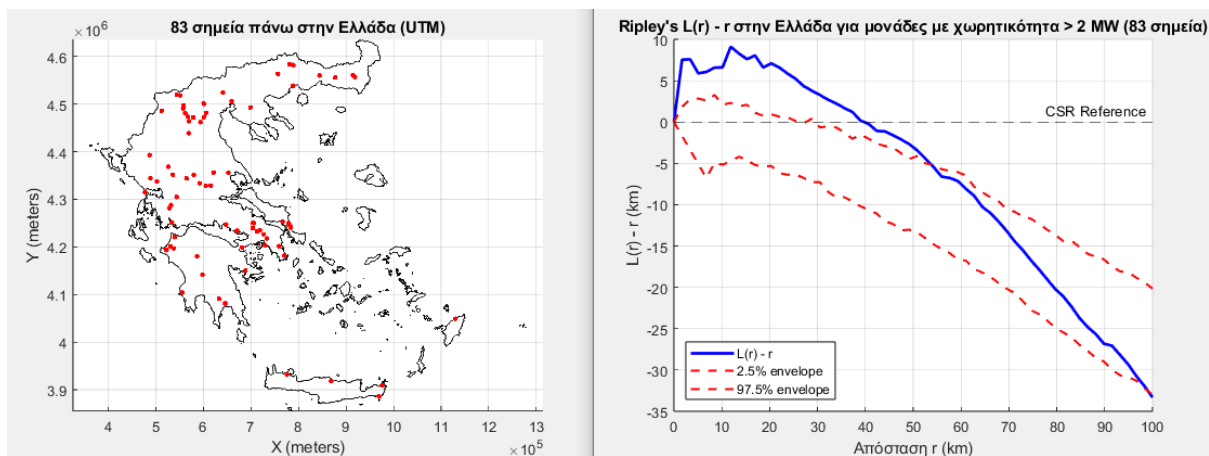 83 σημεία πάνω στην Ελλάδα (UTM)
× 10^6
4.6
4.5
4.4
4.3
4.2
4.1
4
3.9
Y (meters)
4 5 6 7 8 9 10 11 12 13
X (meters)
× 10^5
Ripley's L(r) - r στην Ελλάδα για μονάδες με χωρητικότητα > 2 MW (83 σημεία)
10
5
0
-5
-10
-15
-20
-25
-30
-35
L(r) - r (km)
CSR Reference
L(r) - r
2.5% envelope
97.5% envelope
0 10 20 30 40 50 60 70 80 90 100
Απόσταση r (km)